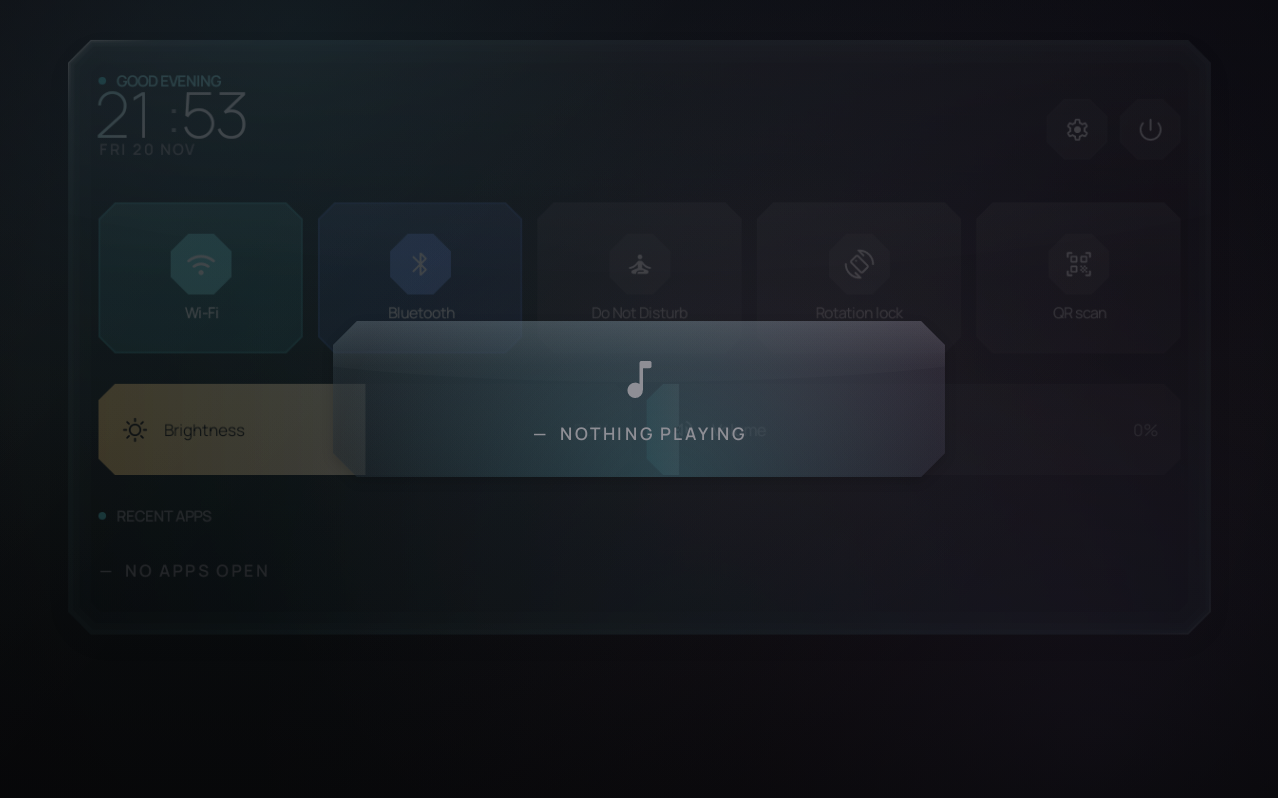 GOOD EVENING
21:53
FRI 20 NOV
Wi-Fi
Bluetooth
Do Not Disturb
Rotation lock
QR scan
Brightness
0%
— NOTHING PLAYING
RECENT APPS
— NO APPS OPEN